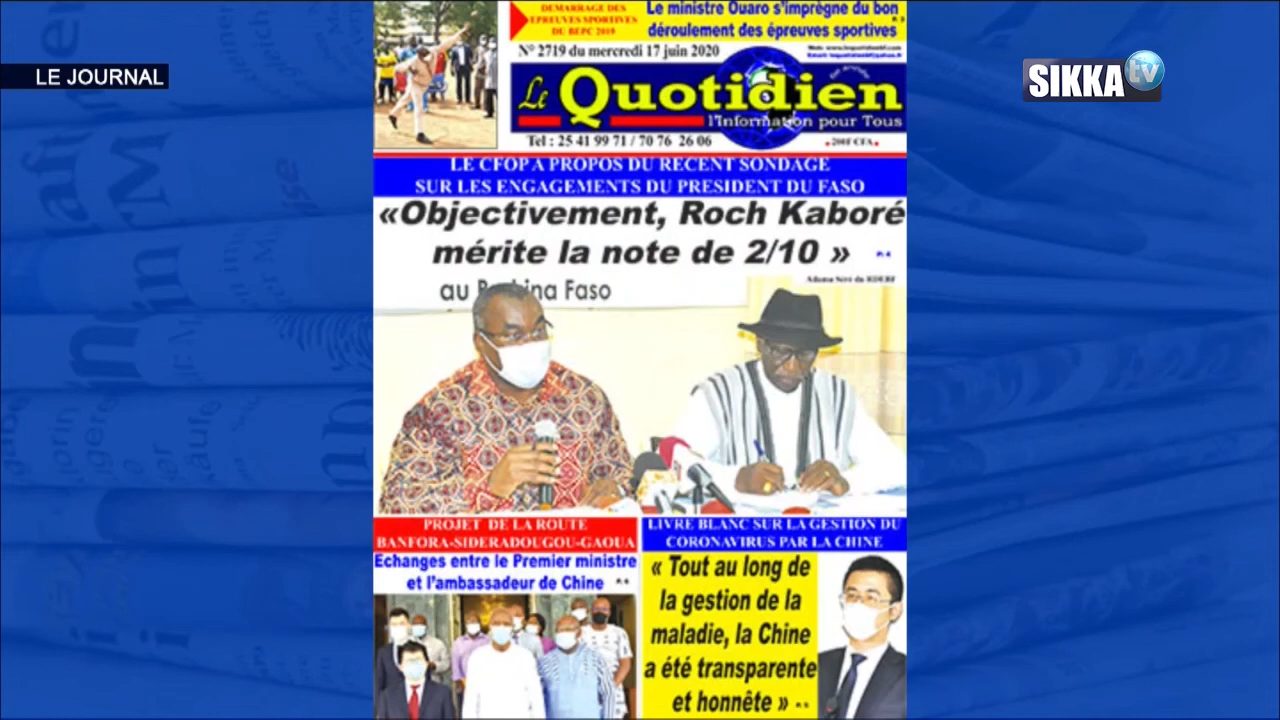 LE JOURNAL
SIKKA tv
DEMARRAGE DES
EPREUVES SPORTIVES
DU BEPC 2019
Le ministre Ouaro s'imprègne du bon
déroulement des épreuves sportives
N° 2719 du mercredi 17 juin 2020
Le Quotidien
l'Information pour Tous
Tel : 25 41 99 71 / 70 76 26 06
200F CFA
LE CFOP A PROPOS DU RECENT SONDAGE
SUR LES ENGAGEMENTS DU PRESIDENT DU FASO
«Objectivement, Roch Kaboré
mérite la note de 2/10 »
au Faso
PROJET DE LA ROUTE
BANFORA-SIDERADOUGOU-GAOUA
Echanges entre le Premier ministre
et l'ambassadeur de Chine
LIVRE BLANC SUR LA GESTION DU
CORONAVIRUS PAR LA CHINE
« Tout au long de
la gestion de la
maladie, la Chine
a été transparente
et honnête »